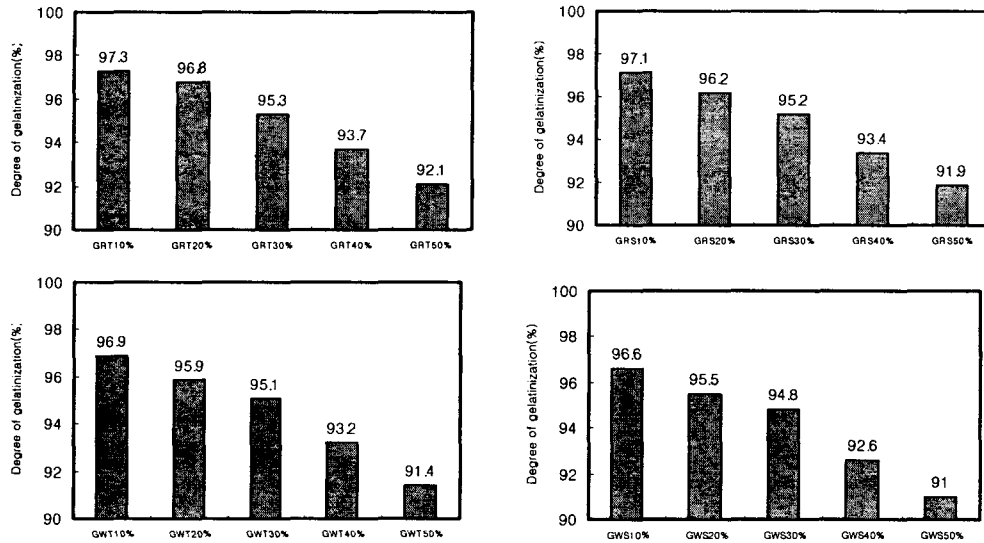 Degree of gelatinization(%)
100
98
96
94
92
90
97.3
96.8
95.3
93.7
92.1
GRT10%
GRT20%
GRT30%
GRT40%
GRT50%
Degree of gelatinization(%)
100
98
96
94
92
90
97.1
96.2
95.2
93.4
91.9
GRS10%
GRS20%
GRS30%
GRS40%
GRS50%
Degree of gelatinization(%)
100
98
96
94
92
90
96.9
95.9
95.1
93.2
91.4
GWT10%
GWT20%
GWT30%
GWT40%
GWT50%
Degree of gelatinization(%)
100
98
96
94
92
90
96.6
95.5
94.8
92.6
91
GWS10%
GWS20%
GWS30%
GWS40%
GWS50%